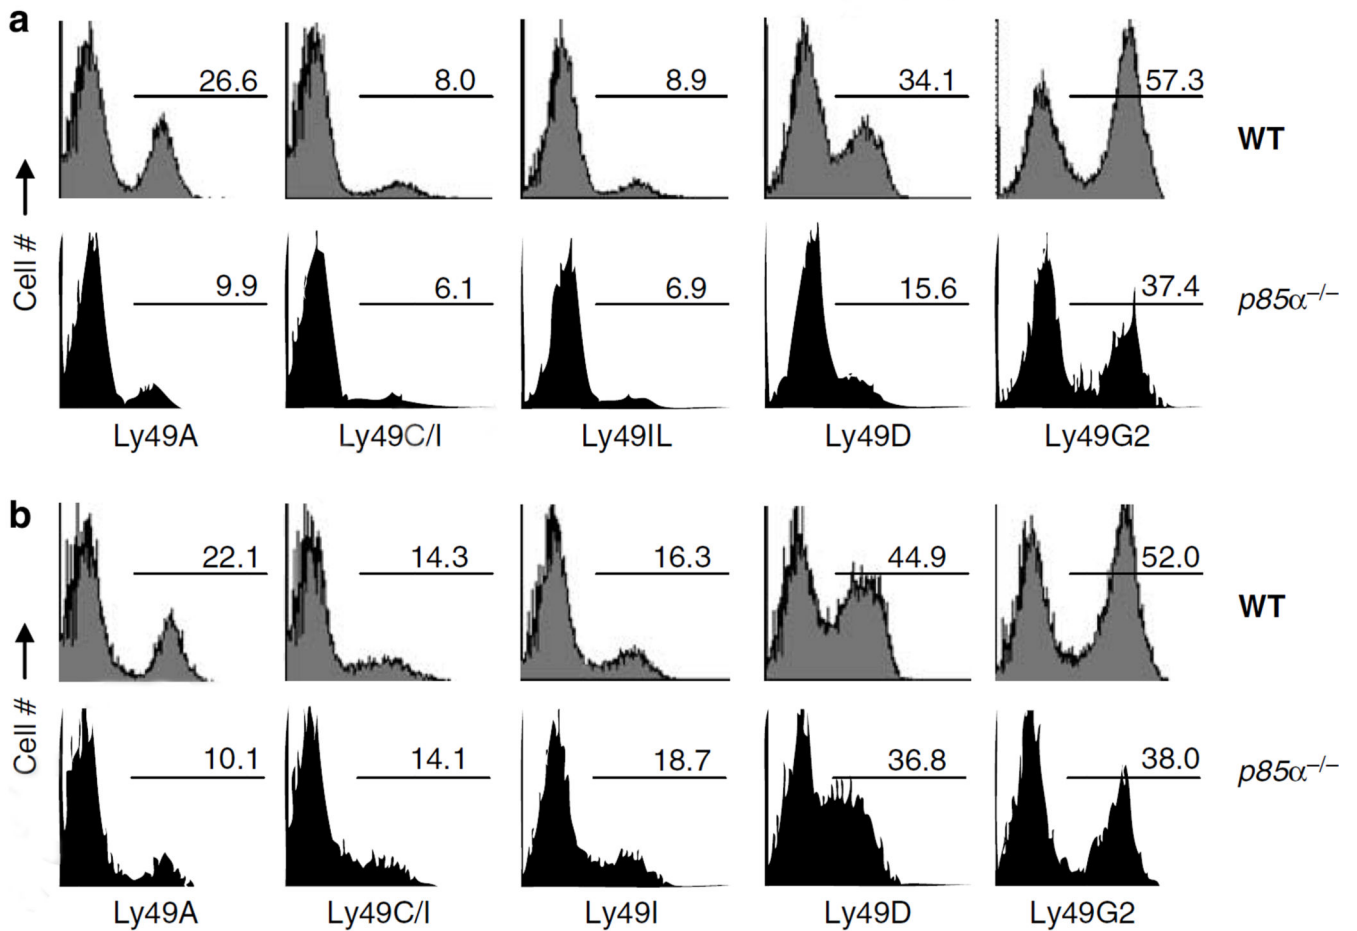 a
26.6 8.0 8.9 34.1 57.3
WT
Cell #
9.9 6.1 6.9 15.6 37.4
p85α−/−
Ly49A Ly49C/I Ly49IL Ly49D Ly49G2
b
22.1 14.3 16.3 44.9 52.0
WT
Cell #
10.1 14.1 18.7 36.8 38.0
p85α−/−
Ly49A Ly49C/I Ly49I Ly49D Ly49G2